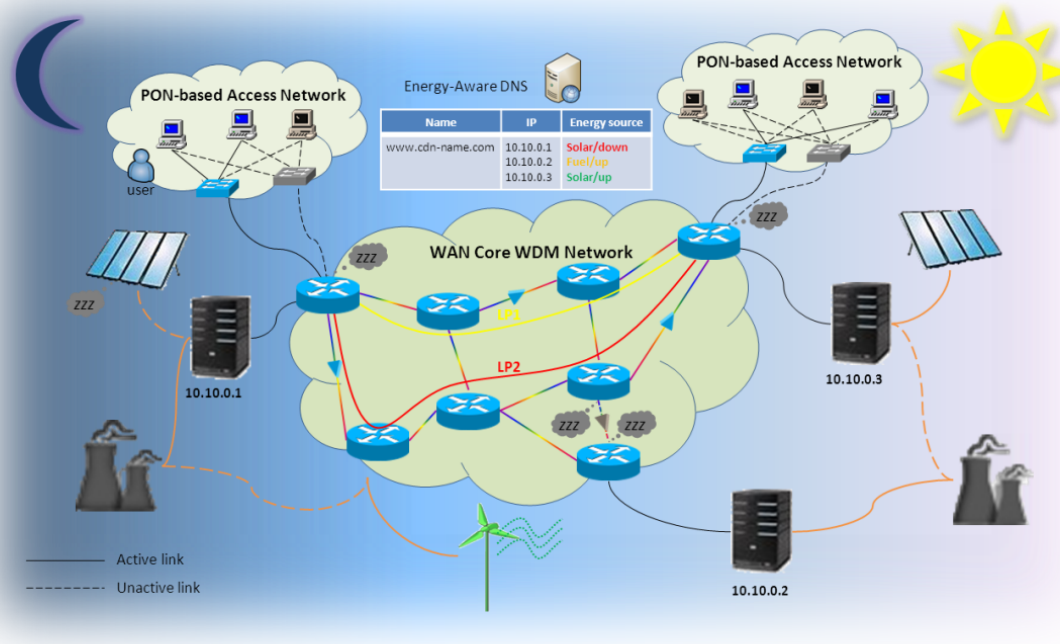 PON-based Access Network
user
Energy-Aware DNS
Name IP Energy source
www.cdn-name.com 10.10.0.1 Solar/down
10.10.0.2 Fuel/up
10.10.0.3 Solar/up
PON-based Access Network
zzz
zzz
WAN Core WDM Network
zzz
LP1
LP2
10.10.0.1
10.10.0.3
zzz
zzz
10.10.0.2
Active link
Unactive link